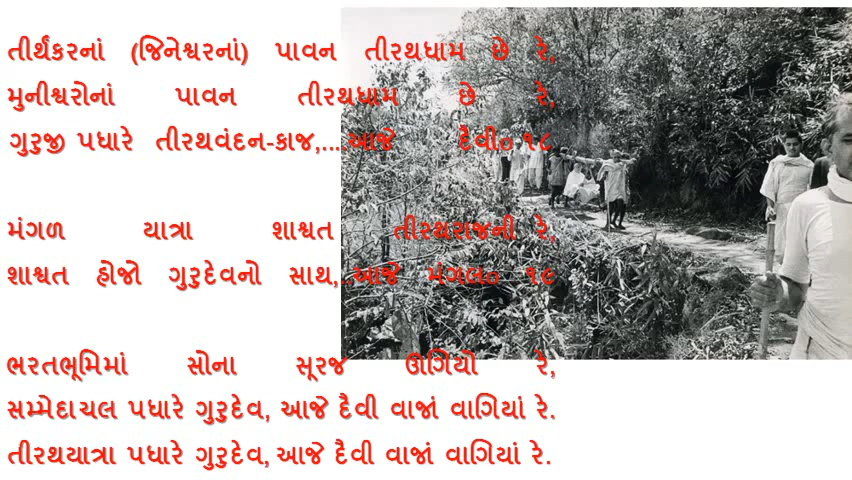 તીર્થંકરનાં (જિનેશ્વરનાં) પાવન તીરથધામ છે રે,
મુનીશ્વરોનાં પાવન તીરથધામ છે રે,
ગુરુજી પધારે તીરથવંદન-કાજ,....આજે દૈવી૦ ૧૮
મંગળ યાત્રા શાશ્વત તીરથરાજની રે,
શાશ્વત હોજો ગુરુદેવનો સાથ,...આજે મંગલ૦ ૧૯
ભરતભૂમિમાં સોના સૂરજ ઊગિયો રે,
સમ્મેદાચલ પધારે ગુરુદેવ, આજે દૈવી વાજાં વાગિયાં રે.
તીરથયાત્રા પધારે ગુરુદેવ, આજે દૈવી વાજાં વાગિયાં રે.